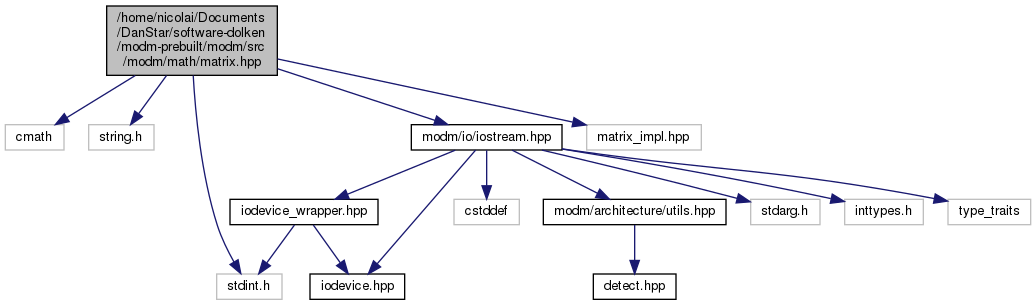 /home/nicolai/Documents
/DanStar/software-dolken
/modm-prebuilt/modm/src
/modm/math/matrix.hpp
cmath
string.h
modm/io/iostream.hpp
matrix_impl.hpp
iodevice_wrapper.hpp
cstddef
modm/architecture/utils.hpp
stdarg.h
inttypes.h
type_traits
stdint.h
iodevice.hpp
detect.hpp